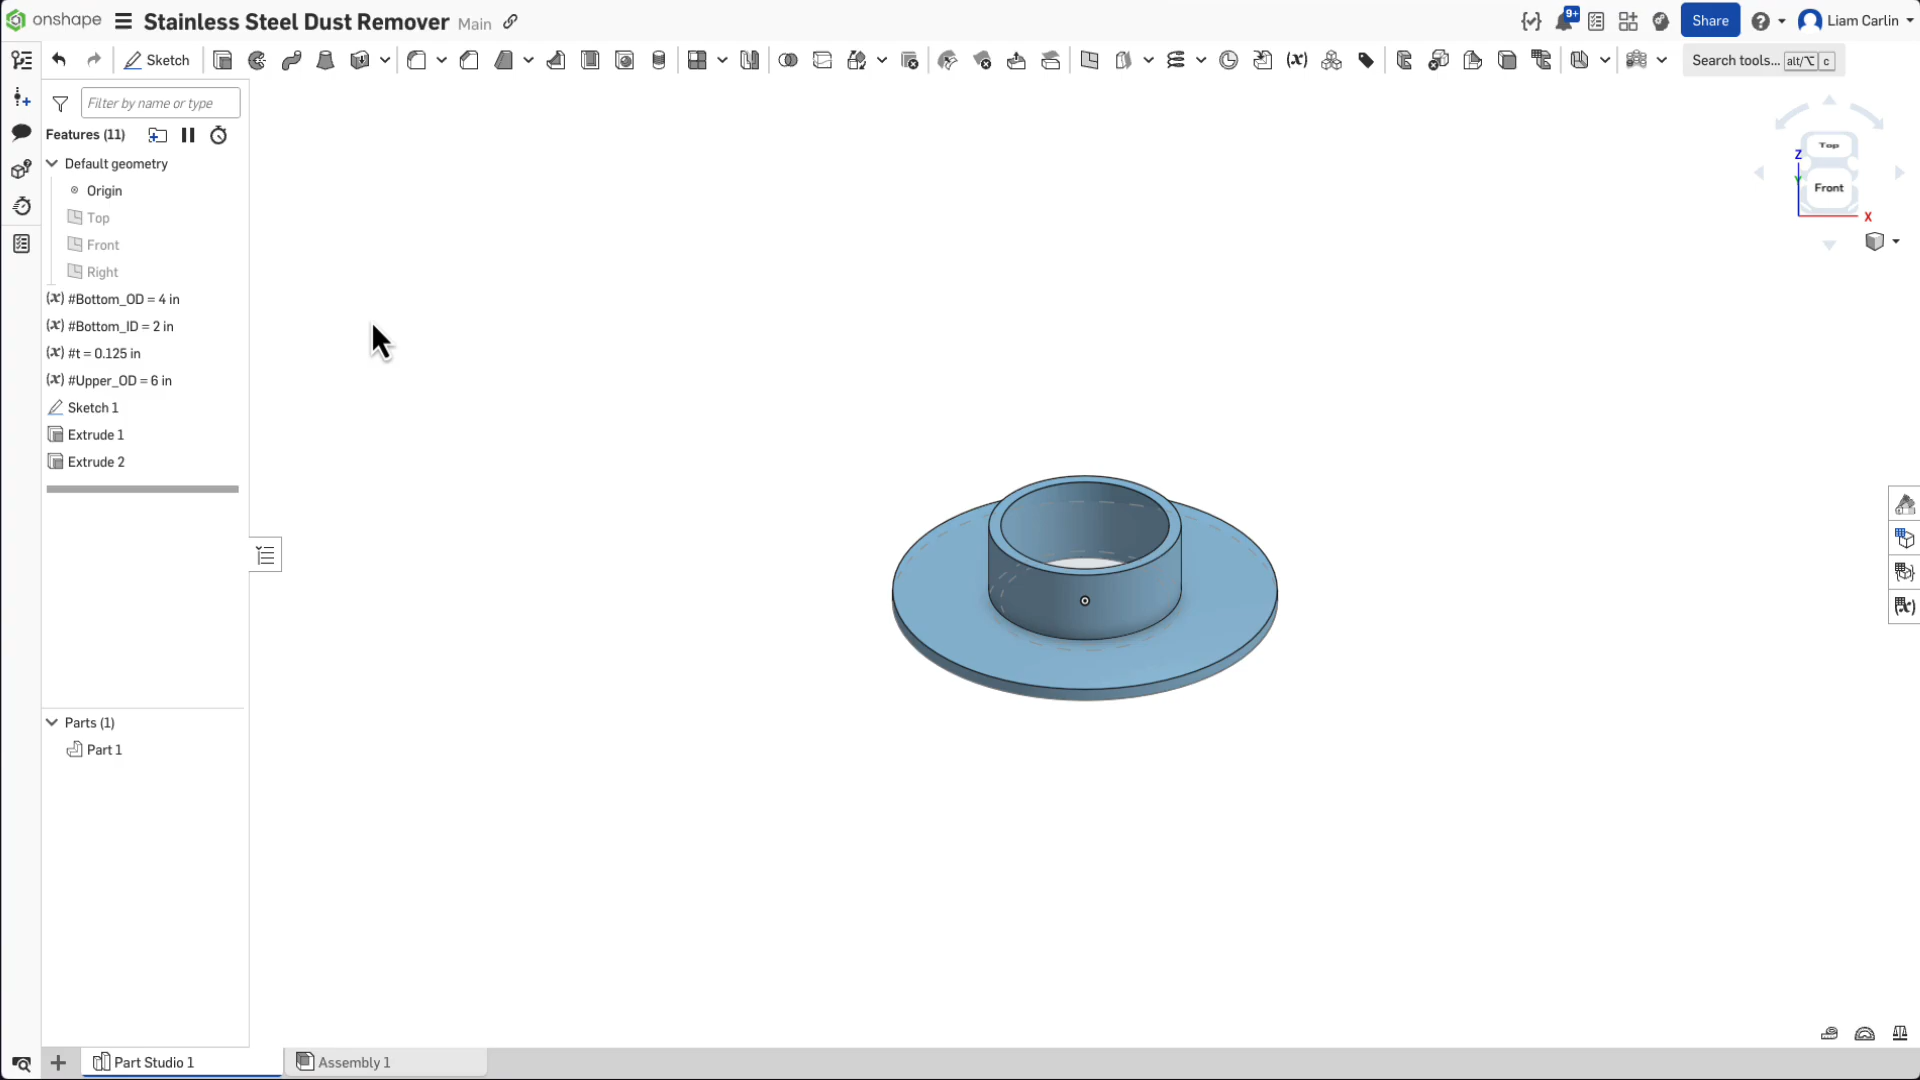 onshape
Stainless Steel Dust Remover Main
9+
Share
Liam Carlin
Sketch
Search tools... alt/⌥ c
Filter by name or type
Features (11)
Default geometry
Origin
Top
Front
Right
(x) #Bottom_OD = 4 in
(x) #Bottom_ID = 2 in
(x) #t = 0.125 in
(x) #Upper_OD = 6 in
Sketch 1
Extrude 1
Extrude 2
Parts (1)
Part 1
Top
Z
Y
Front
X
Part Studio 1
Assembly 1